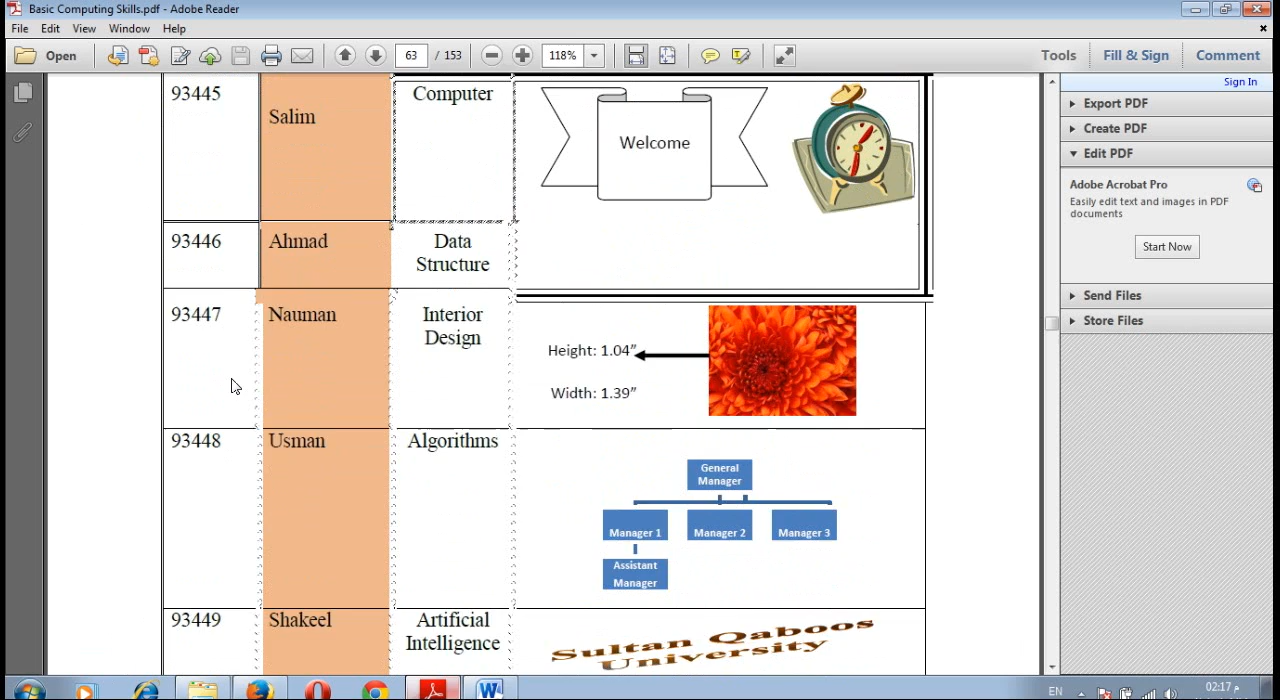 Basic Computing Skills.pdf - Adobe Reader
File Edit View Window Help
Open 63 / 153 118% Tools Fill & Sign Comment
Sign In
Export PDF
Create PDF
Edit PDF
Adobe Acrobat Pro
Easily edit text and images in PDF
documents
Start Now
Send Files
Store Files
93445 Salim Computer
Welcome
93446 Ahmad Data
Structure
93447 Nauman Interior
Design
Height: 1.04”
Width: 1.39”
93448 Usman Algorithms
General
Manager
Manager 1 Manager 2 Manager 3
Assistant
Manager
93449 Shakeel Artificial
Intelligence
Sultan Qaboos
University
EN 02:17 م